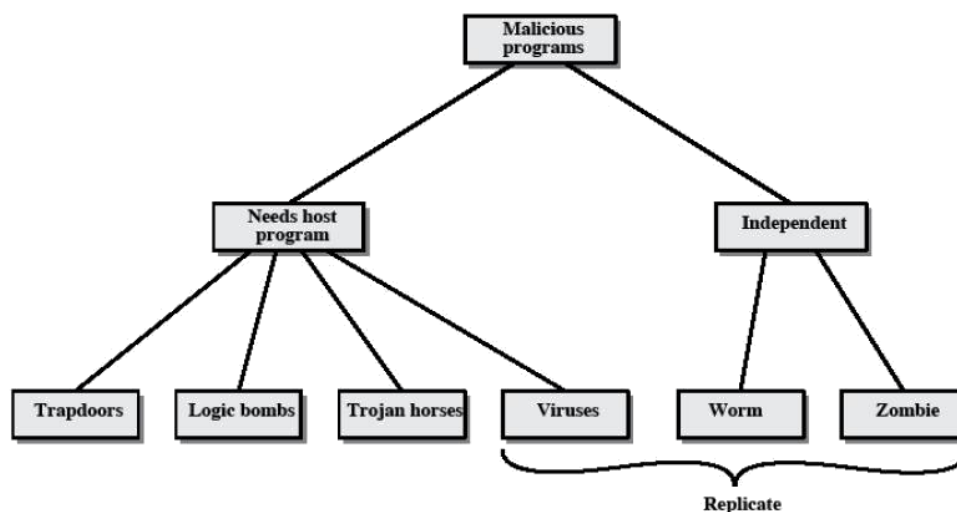 Malicious
programs
Needs host
program
Independent
Trapdoors
Logic bombs
Trojan horses
Viruses
Worm
Zombie
Replicate